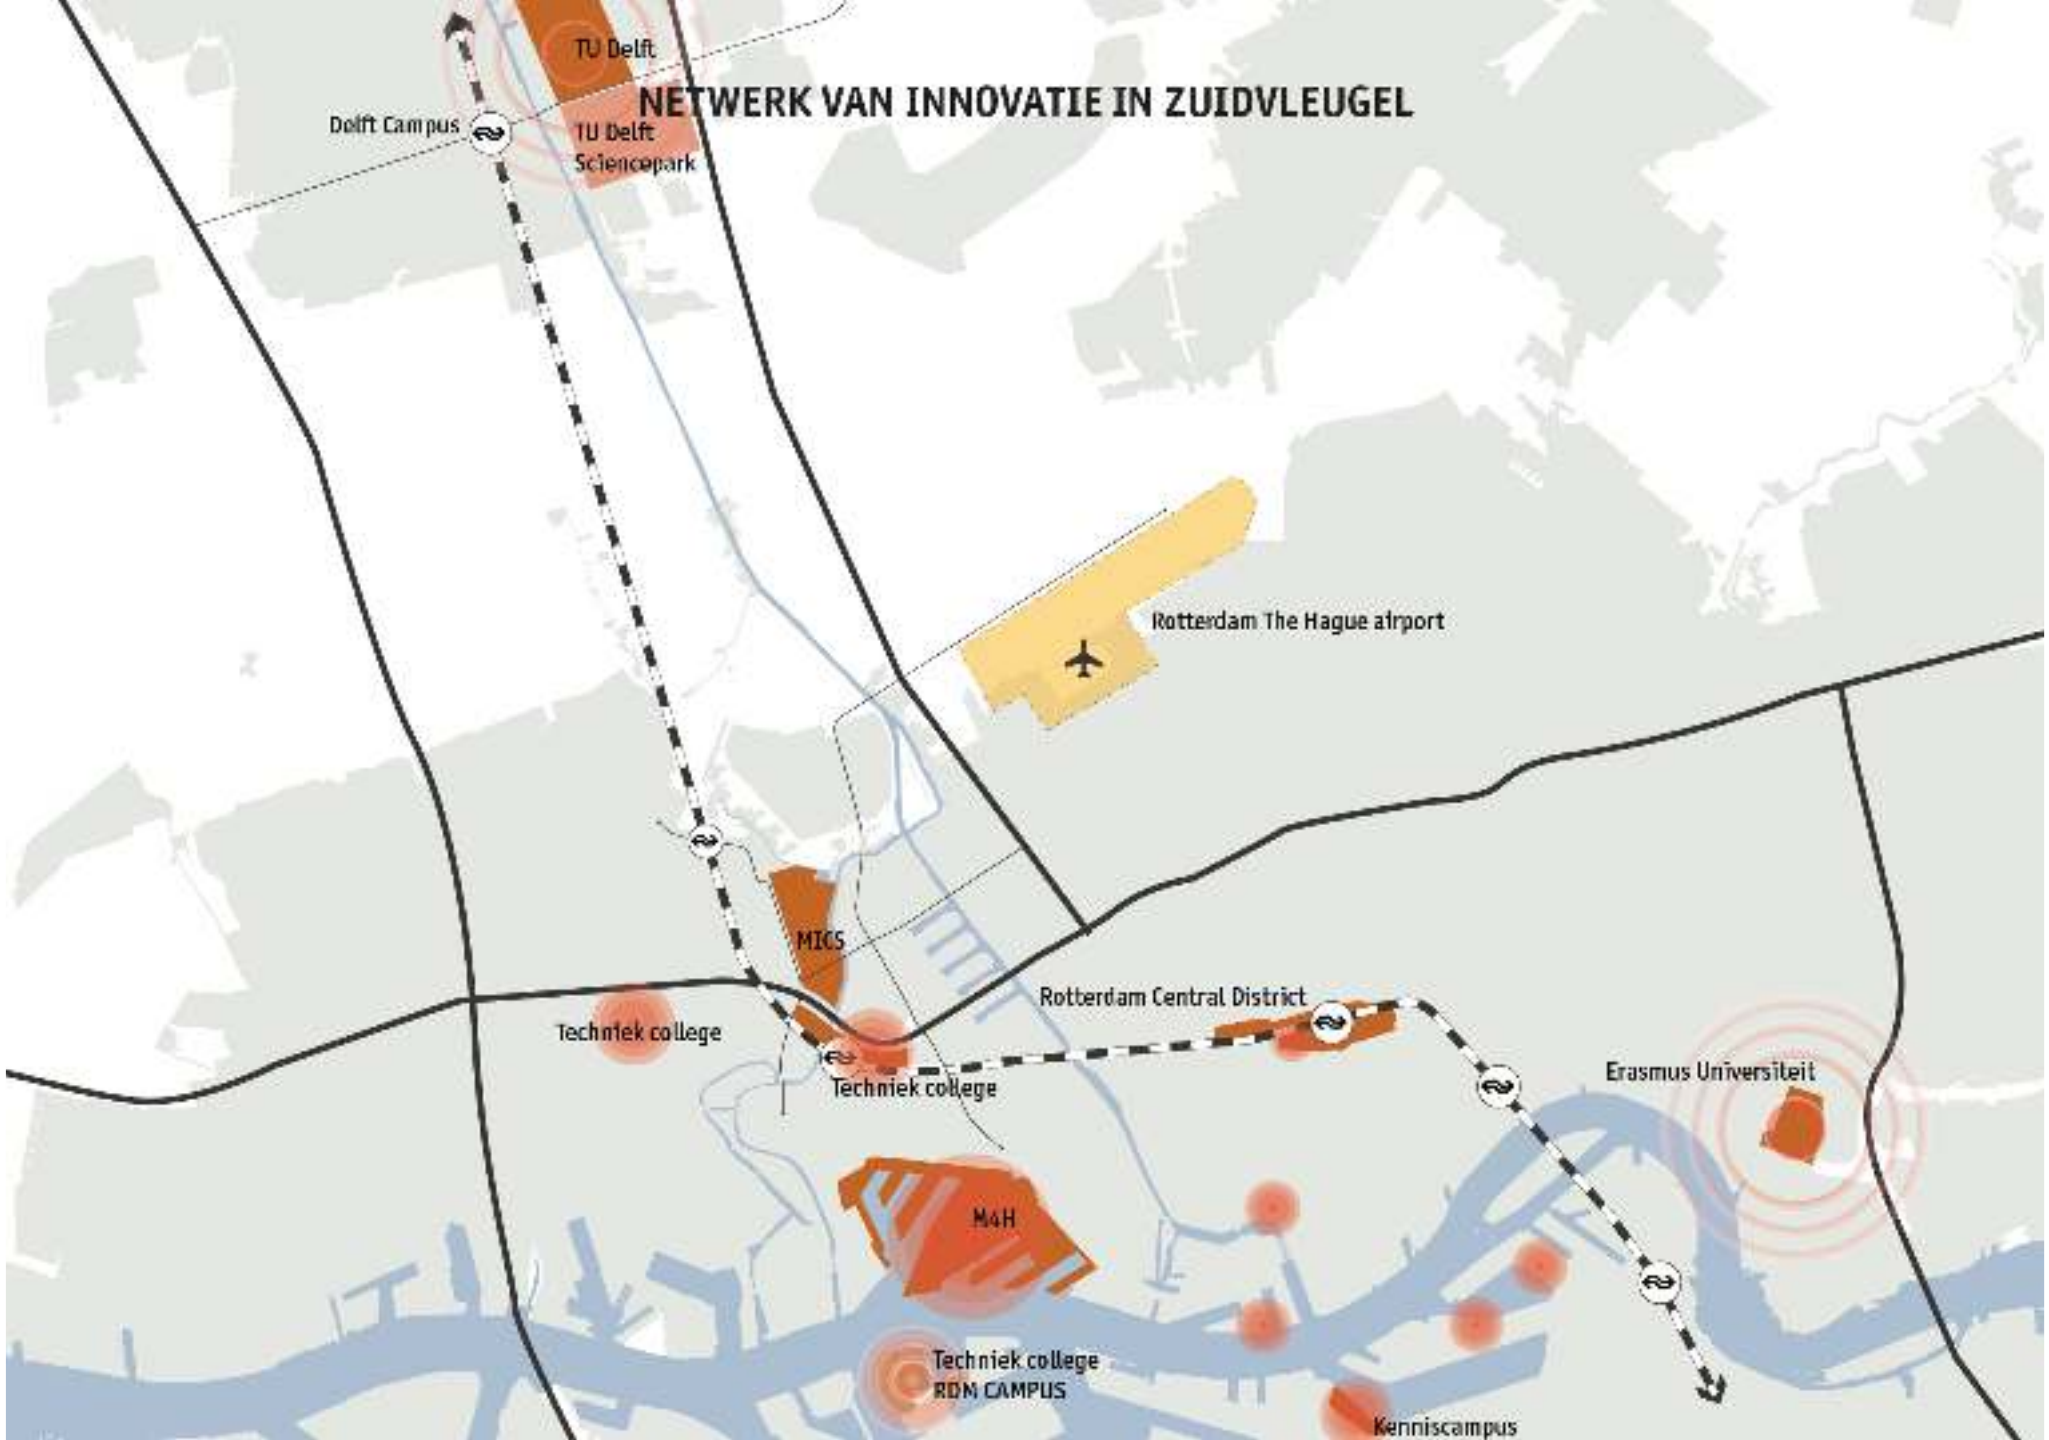 TU Delft
NETWERK VAN INNOVATIE IN ZUIDVLEUGEL
Delft Campus
TU Delft
Sciencepark
Rotterdam The Hague airport
MICS
Rotterdam Central District
Techniek college
Erasmus Universiteit
Techniek college
M4H
Techniek college
RDM CAMPUS
Kenniscampus